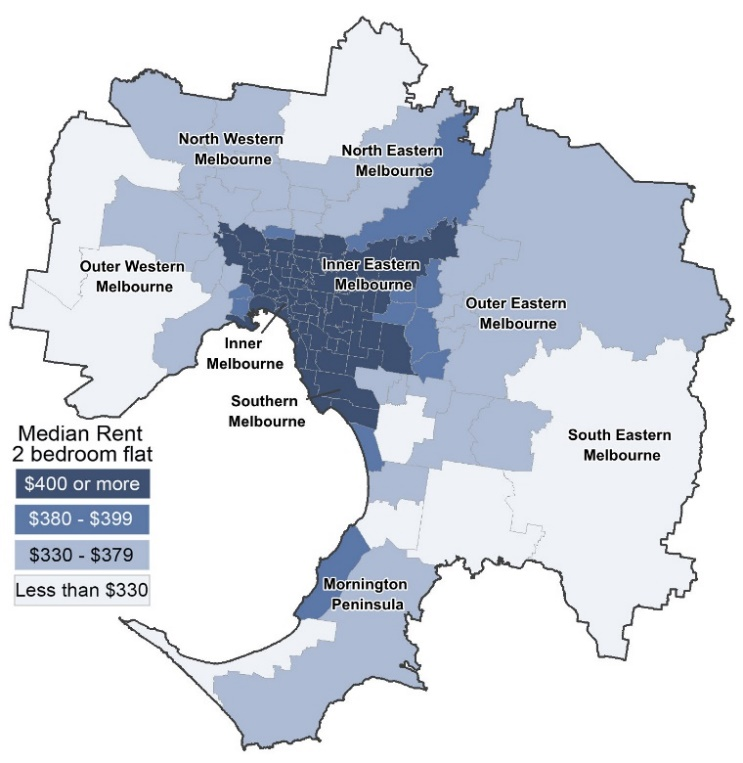 North Western
Melbourne
North Eastern
Melbourne
Outer Western
Melbourne
Inner Eastern
Melbourne
Outer Eastern
Melbourne
Inner
Melbourne
Southern
Melbourne
South Eastern
Melbourne
Mornington
Peninsula
Median Rent
2 bedroom flat
$400 or more
$380 - $399
$330 - $379
Less than $330